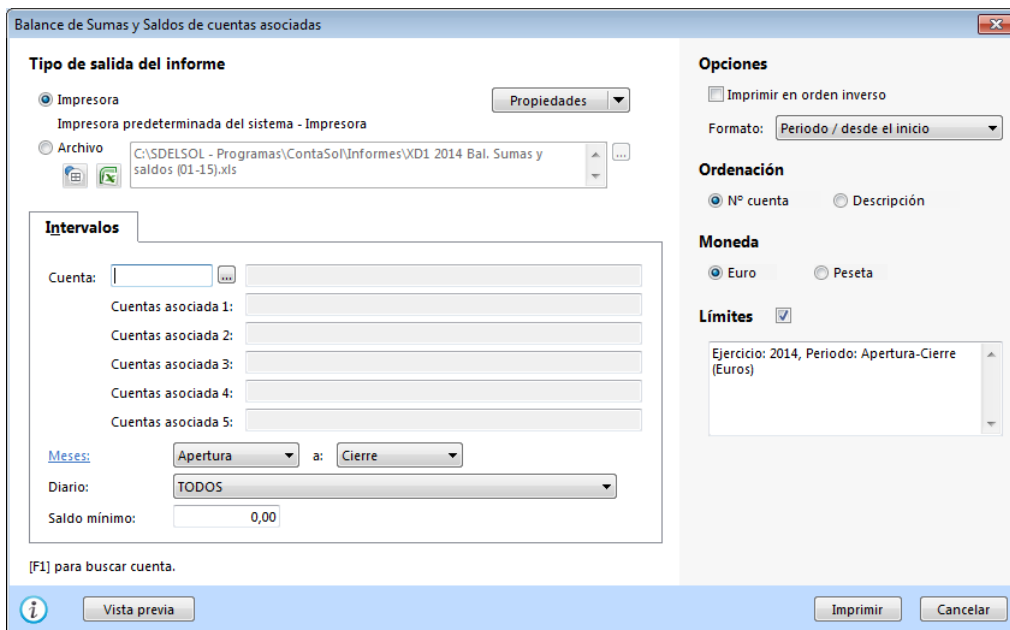 Balance de Sumas y Saldos de cuentas asociadas
Tipo de salida del informe
Impresora
Propiedades
Impresora predeterminada del sistema - Impresora
Archivo
C:\SDELSOL - Programas\ContaSol\Informes\XD1 2014 Bal. Sumas y
saldos (01-15).xls
...
Intervalos
Cuenta:
...
Cuentas asociada 1:
Cuentas asociada 2:
Cuentas asociada 3:
Cuentas asociada 4:
Cuentas asociada 5:
Meses: Apertura a: Cierre
Diario: TODOS
Saldo mínimo: 0,00
[F1] para buscar cuenta.
Opciones
Imprimir en orden inverso
Formato: Periodo / desde el inicio
Ordenación
Nº cuenta Descripción
Moneda
Euro Peseta
Límites
Ejercicio: 2014, Periodo: Apertura-Cierre
(Euros)
i Vista previa Imprimir Cancelar